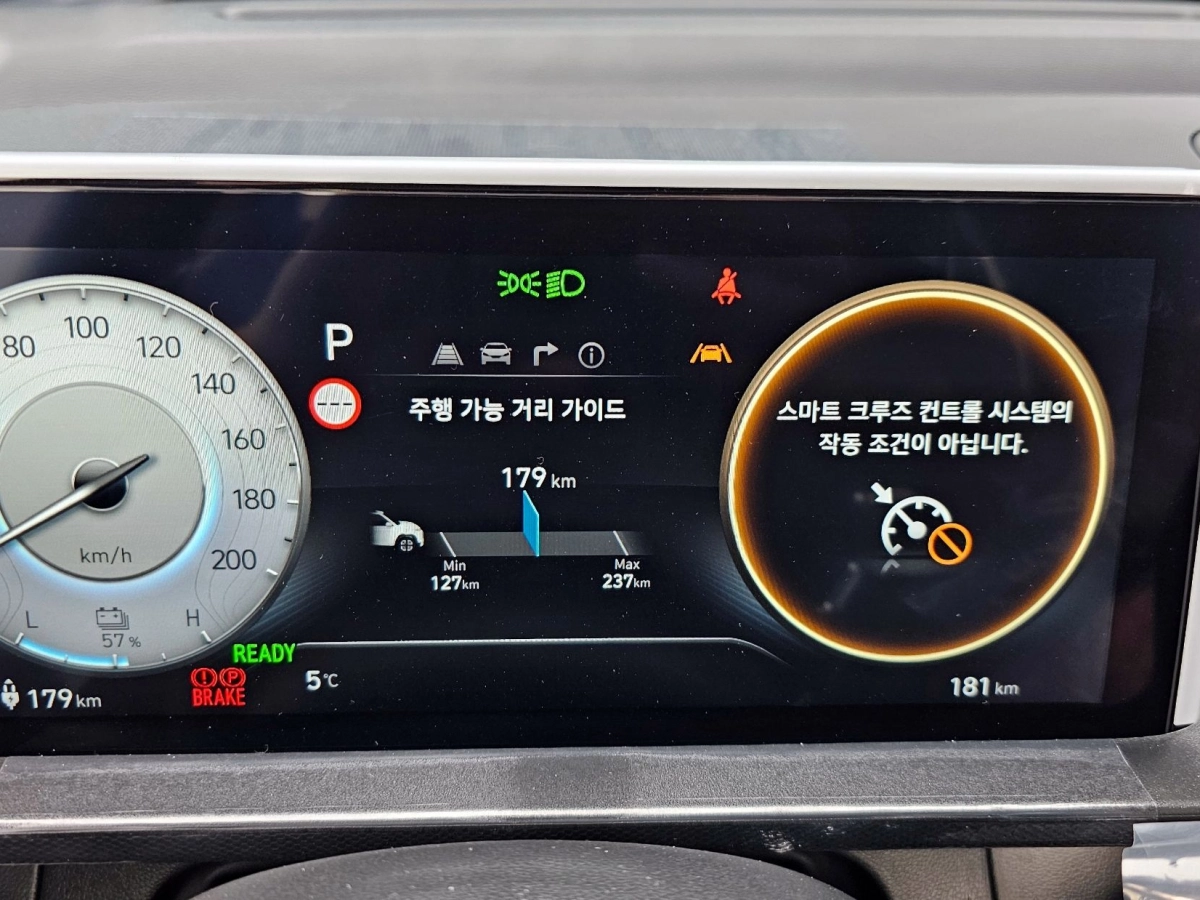 80
100
120
140
160
180
200
km/h
L
H
57 %
179 km
READY
BRAKE
P
5℃
주행 가능 거리 가이드
179 km
Min
127km
Max
237km
스마트 크루즈 컨트롤 시스템의
작동 조건이 아닙니다.
181 km